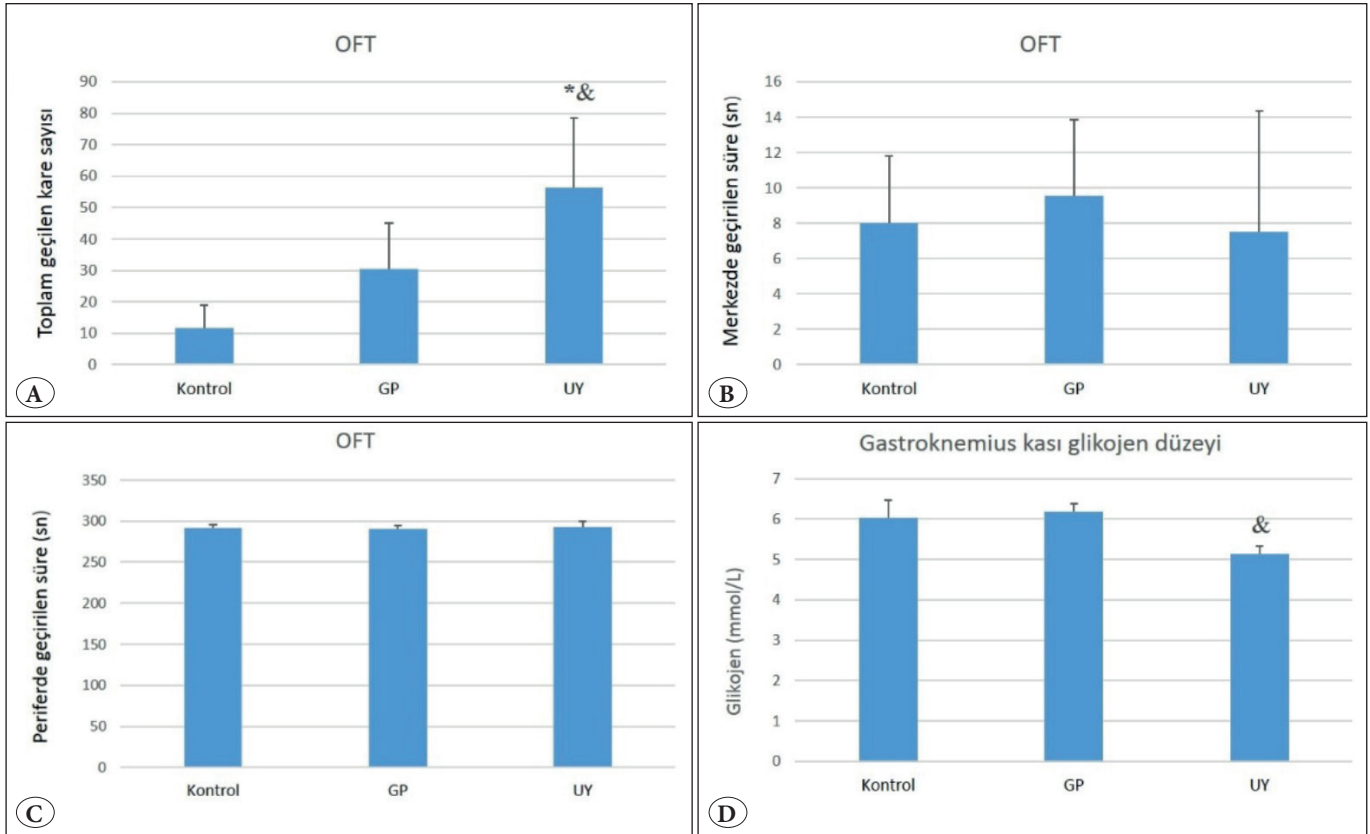 OFT
Toplam geçilen kare sayısı
90
80
70
60
50
40
30
20
10
0
*&
Kontrol GP UY
A
OFT
Merkezde geçirilen süre (sn)
16
14
12
10
8
6
4
2
0
Kontrol GP UY
B
OFT
Periferde geçirilen süre (sn)
350
300
250
200
150
100
50
0
Kontrol GP UY
C
Gastroknemius kası glikojen düzeyi
Glikojen (mmol/L)
7
6
5
4
3
2
1
0
&
Kontrol GP UY
D